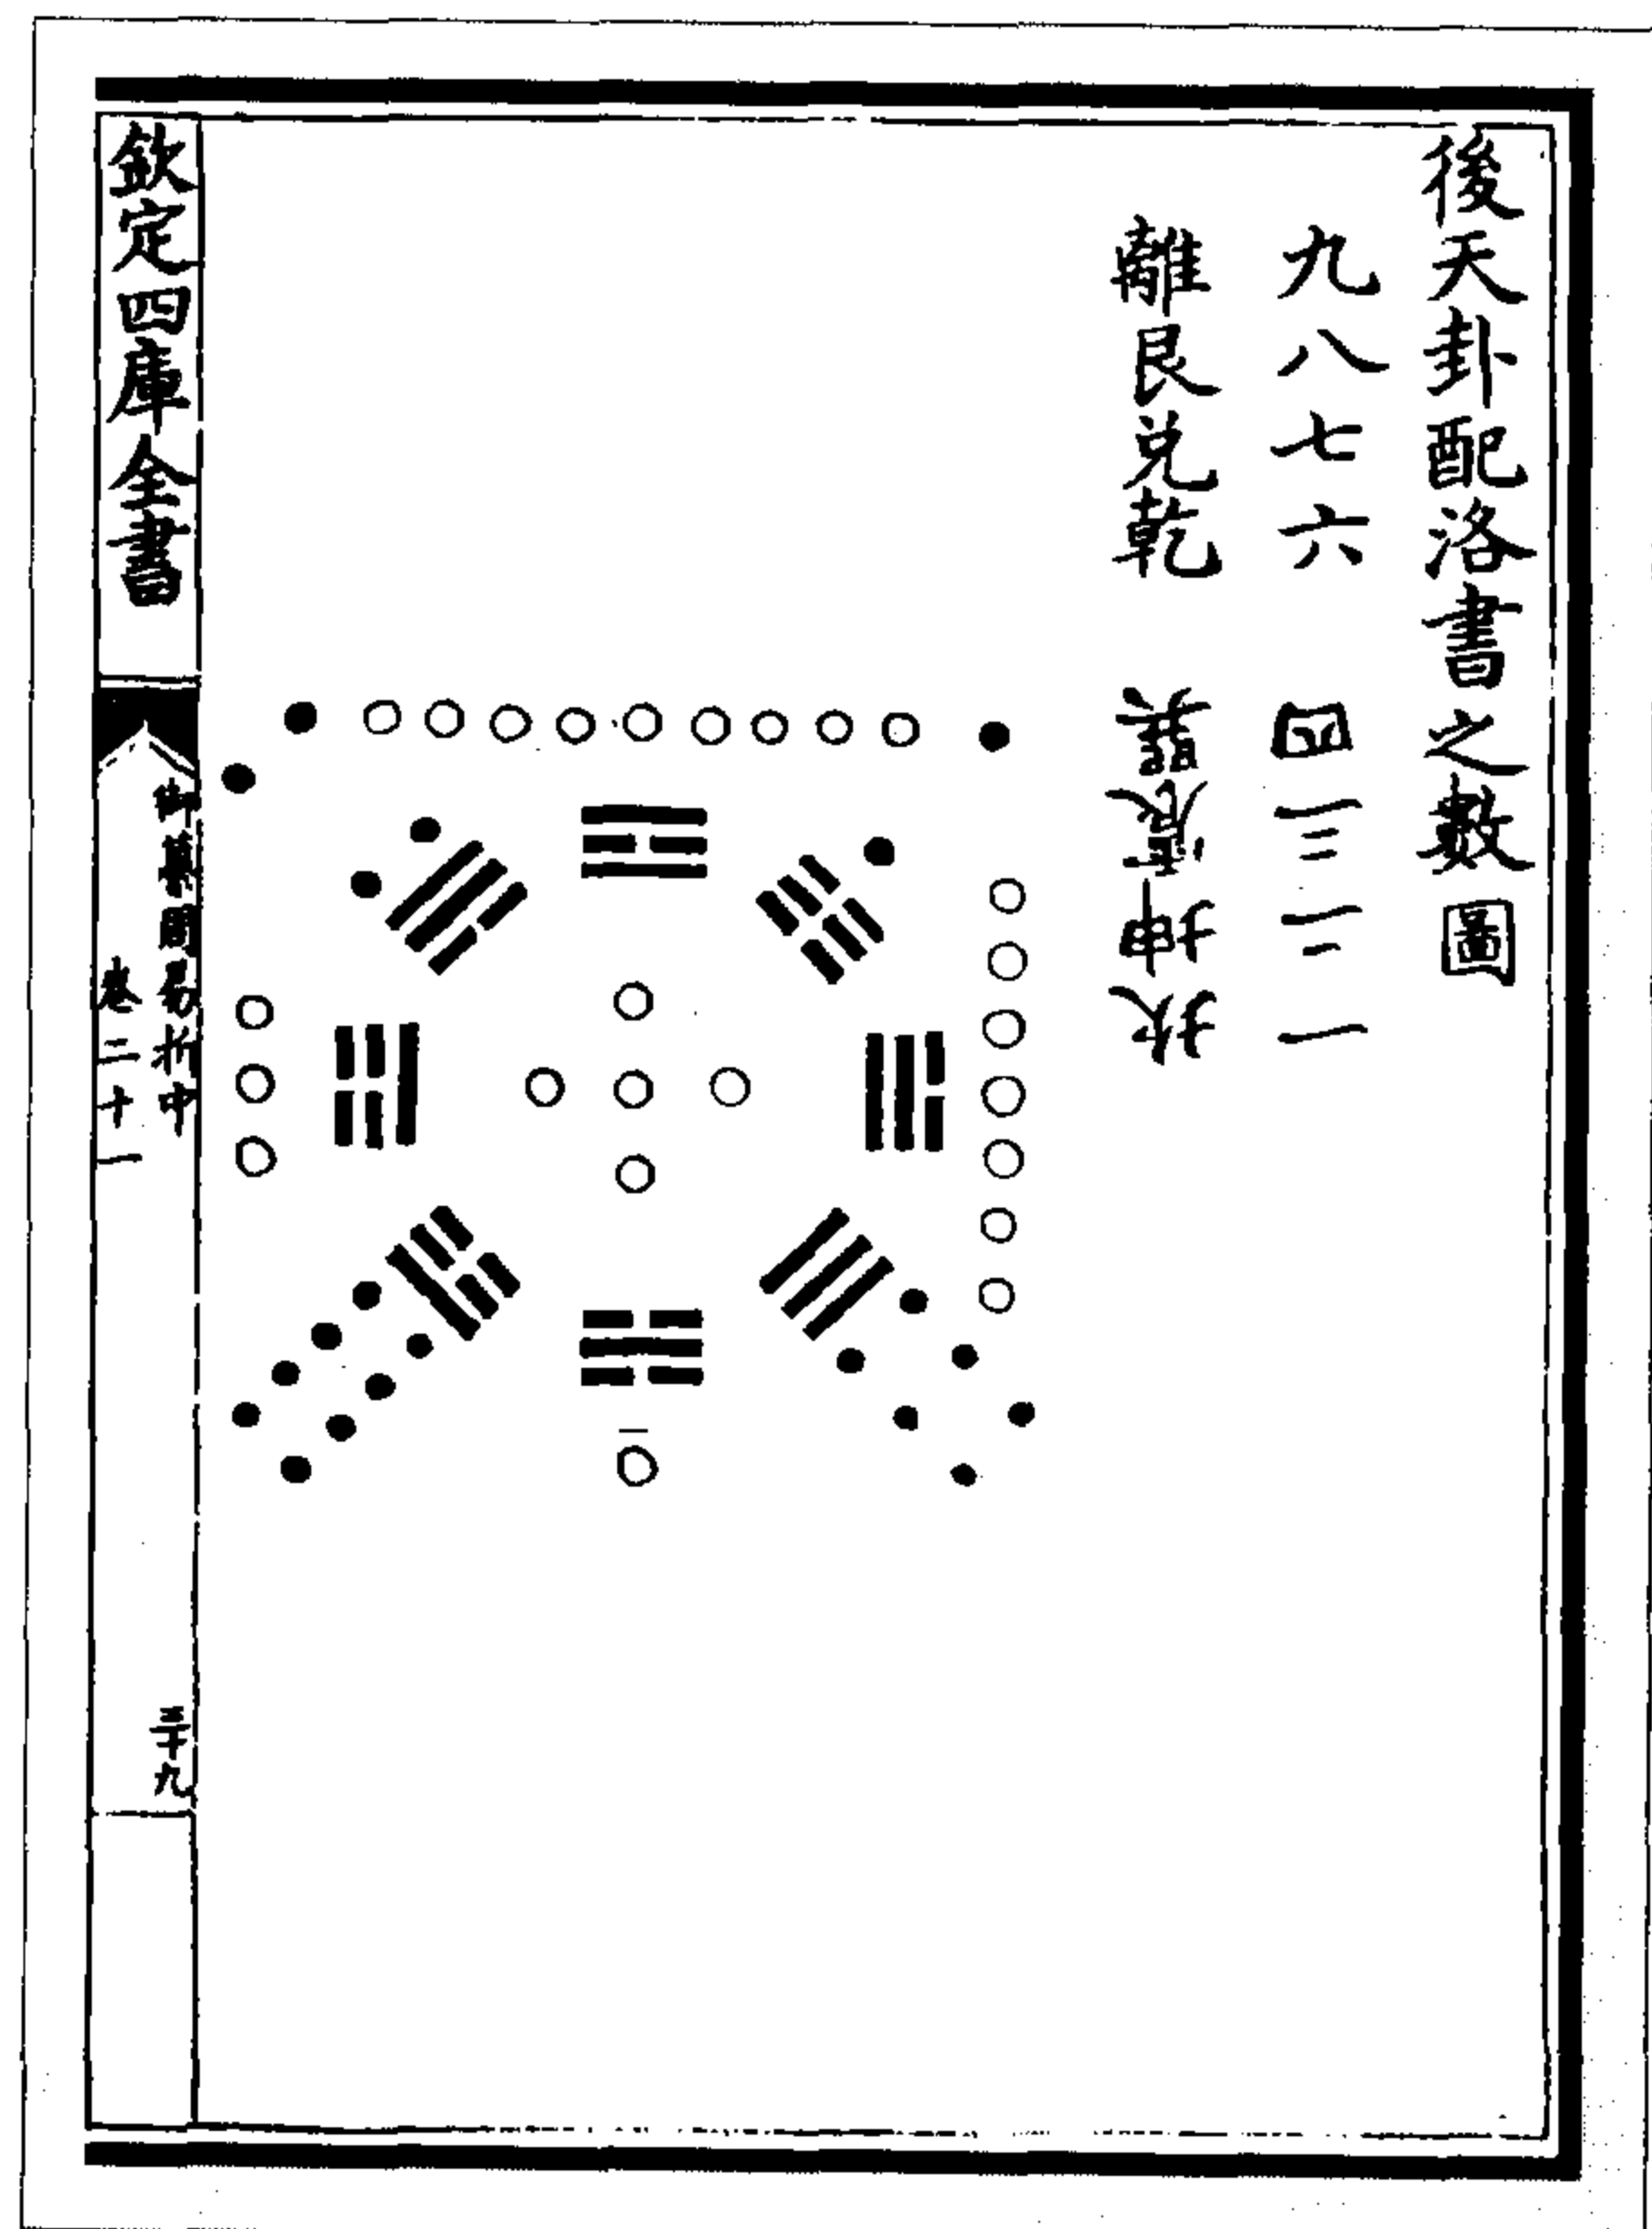 後天卦配洛書之數圖
九八七六 四三二一
離艮兑乾 巽震坤坎
欽定四庫全書
御纂周易折中
卷二十一
三十九